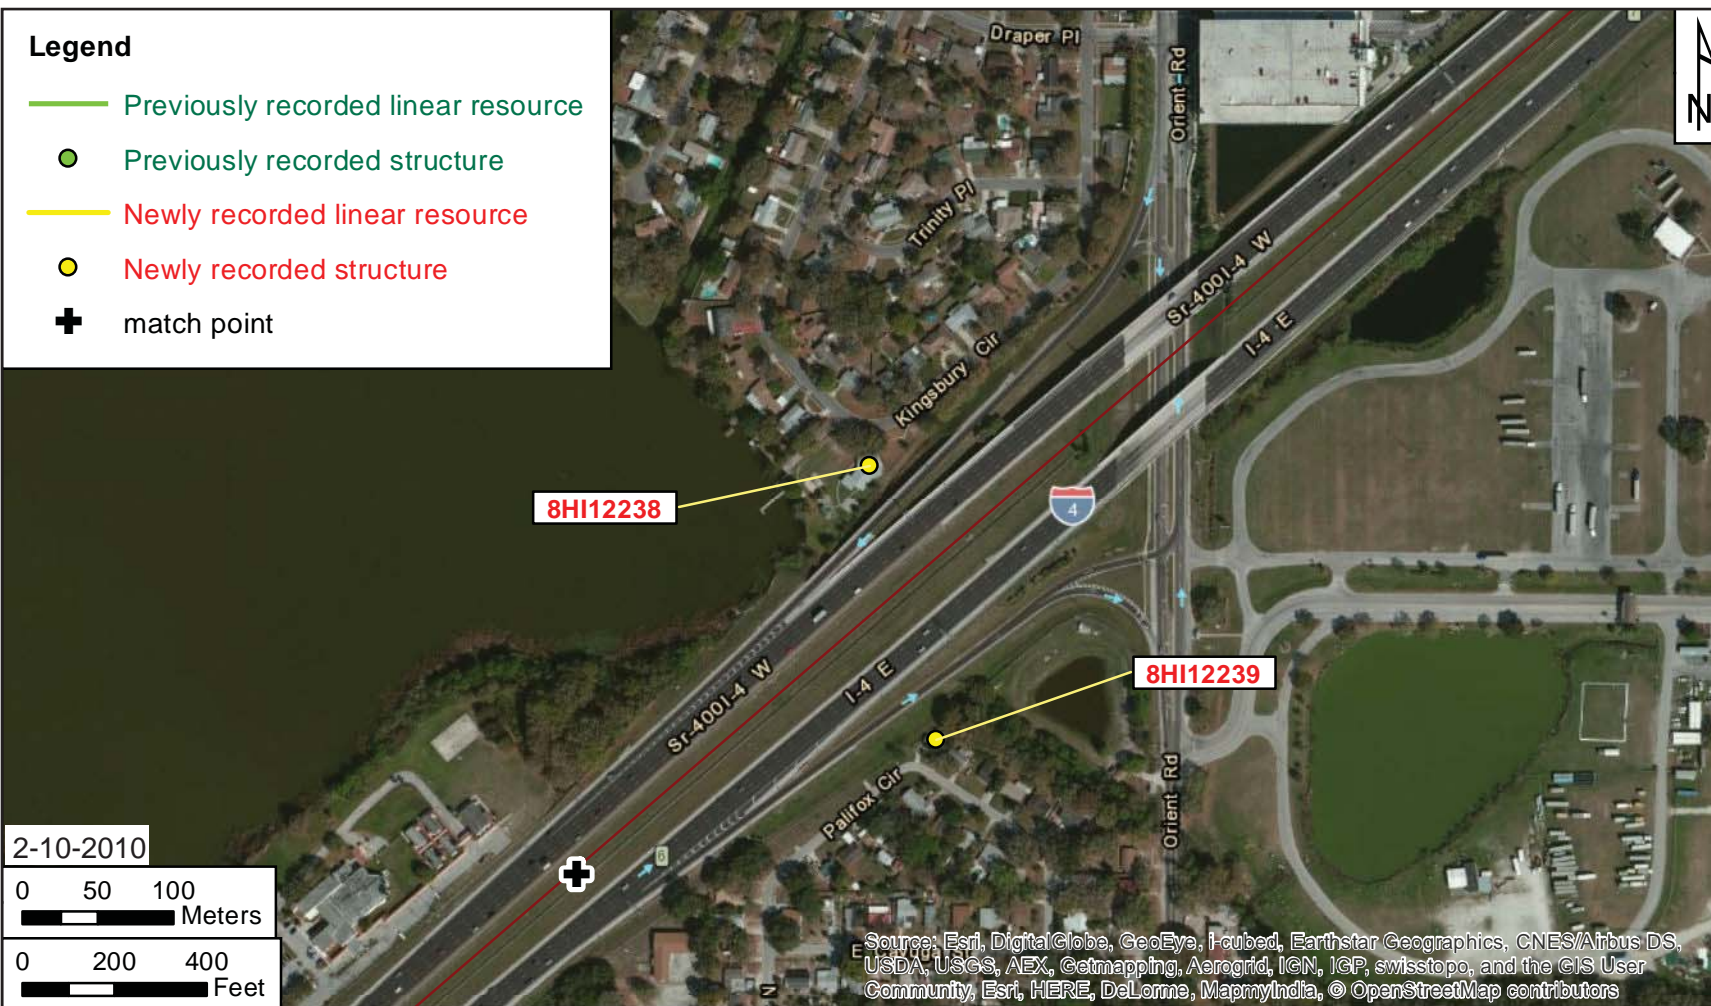 Legend
Previously recorded linear resource
Previously recorded structure
Newly recorded linear resource
Newly recorded structure
match point
Draper Pl
Orient Rd
N
Trinity Pl
Sr-400 I-4 W
I-4 E
Kingsbury Cir
8HI12238
4
8HI12239
Sr-400 I-4 W
I-4 E
Palifox Cir
Orient Rd
6
2-10-2010
0 50 100
Meters
0 200 400
Feet
N
Source: Esri, DigitalGlobe, GeoEye, i-cubed, Earthstar Geographics, CNES/Airbus DS,
USDA, USGS, AEX, Getmapping, Aerogrid, IGN, IGP, swisstopo, and the GIS User
Community, Esri, HERE, DeLorme, MapmyIndia, © OpenStreetMap contributors